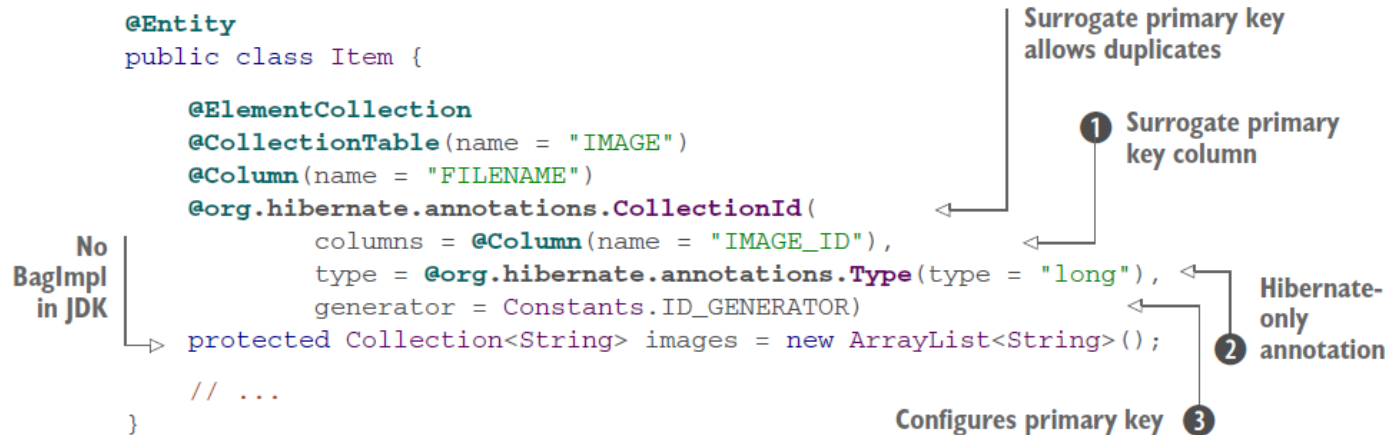 @Entity
public class Item {
@ElementCollection
@CollectionTable(name = "IMAGE")
@Column(name = "FILENAME")
@org.hibernate.annotations.CollectionId(
columns = @Column(name = "IMAGE_ID"),
type = @org.hibernate.annotations.Type(type = "long"),
generator = Constants.ID_GENERATOR)
protected Collection<String> images = new ArrayList<String>();
// ...
}
Surrogate primary key
allows duplicates
1 Surrogate primary
key column
No
BagImpl
in JDK
Hibernate-
only
2 annotation
Configures primary key 3